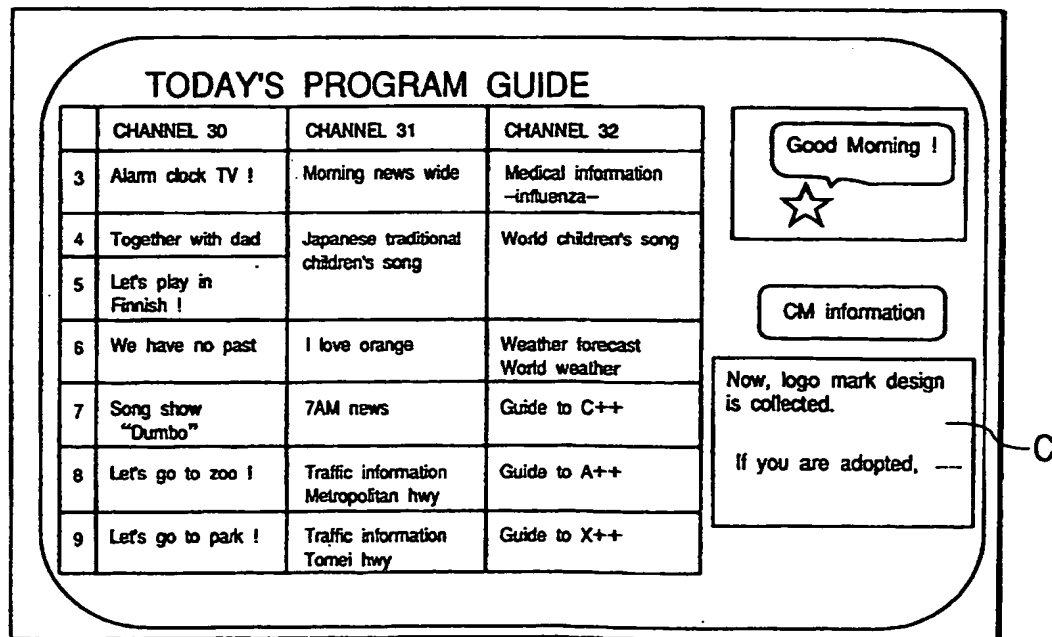 TODAY'S PROGRAM GUIDE
CHANNEL 30 CHANNEL 31 CHANNEL 32
3 Alarm clock TV ! Morning news wide Medical information
–influenza–
4 Together with dad Japanese traditional World children's song
children's song
5 Let's play in
Finnish !
6 We have no past I love orange Weather forecast
World weather
7 Song show 7AM news Guide to C++
"Dumbo"
8 Let's go to zoo ! Traffic information Guide to A++
Metropolitan hwy
9 Let's go to park ! Traffic information Guide to X++
Tomei hwy
Good Morning !
CM information
Now, logo mark design
is collected.
If you are adopted, ---
C